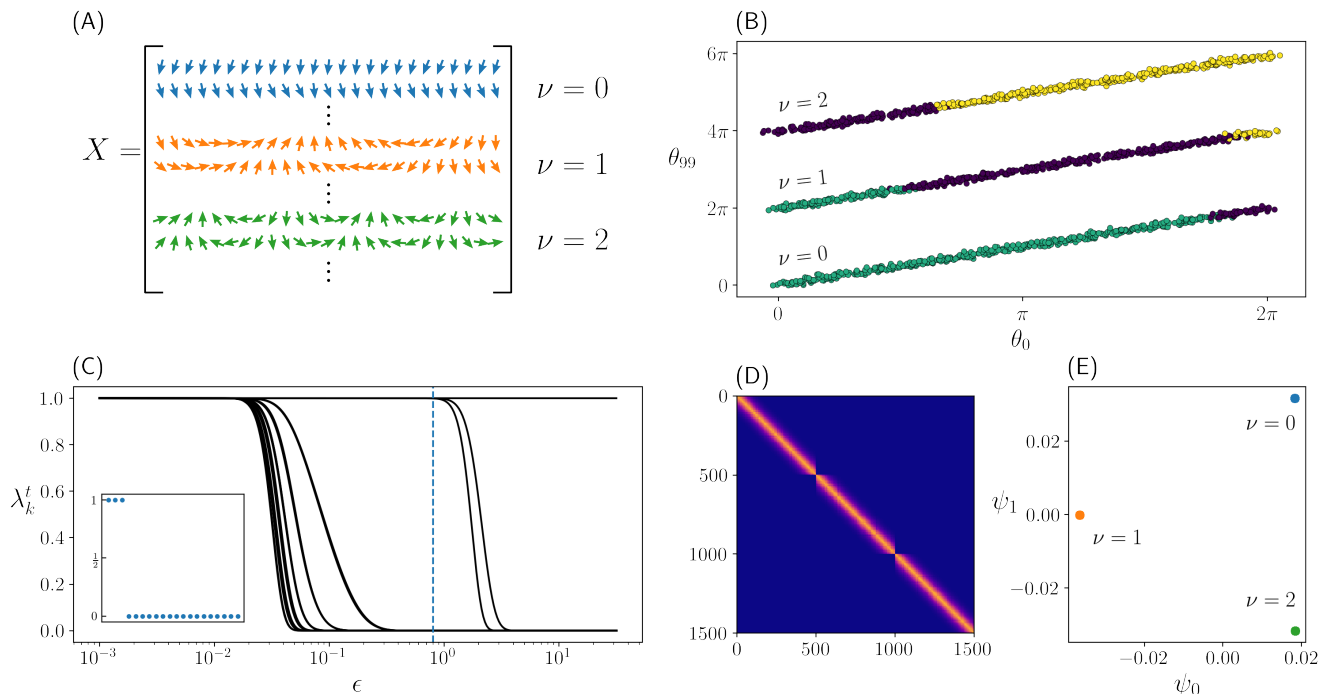 (A)
X =
ν = 0
ν = 1
ν = 2
(B)
θ₉₉
6π
4π
2π
0
ν = 2
ν = 1
ν = 0
0
π
2π
θ₀
(C)
λₖᵗ
1.0
0.8
0.6
0.4
0.2
0.0
1
1/2
0
10⁻³
10⁻²
10⁻¹
10⁰
10¹
ϵ
(D)
0
500
1000
1500
0
500
1000
1500
(E)
ψ₁
0.02
0.00
−0.02
ν = 0
ν = 1
ν = 2
−0.02
0.00
0.02
ψ₀